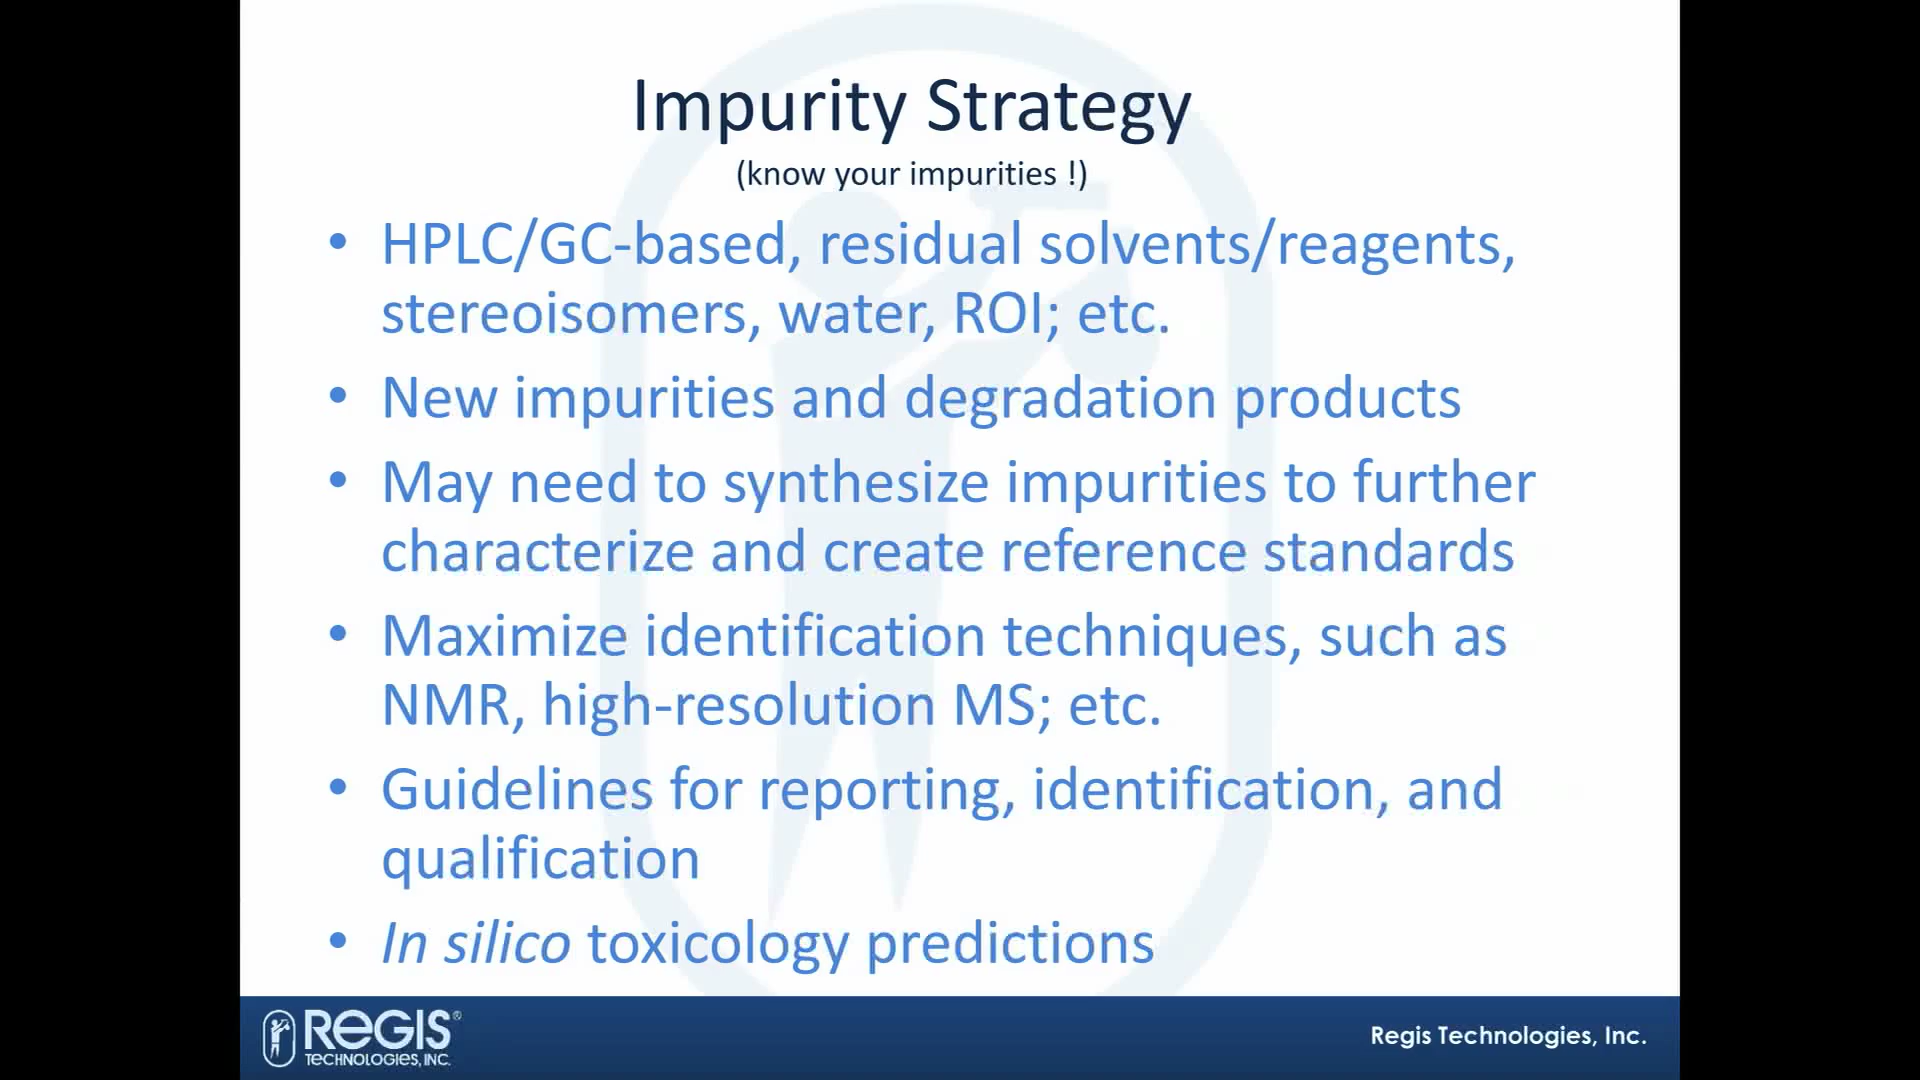 Impurity Strategy
(know your impurities !)
• HPLC/GC-based, residual solvents/reagents,
stereoisomers, water, ROI; etc.
• New impurities and degradation products
• May need to synthesize impurities to further
characterize and create reference standards
• Maximize identification techniques, such as
NMR, high-resolution MS; etc.
• Guidelines for reporting, identification, and
qualification
• In silico toxicology predictions
REGIS®
TECHNOLOGIES, INC.
Regis Technologies, Inc.